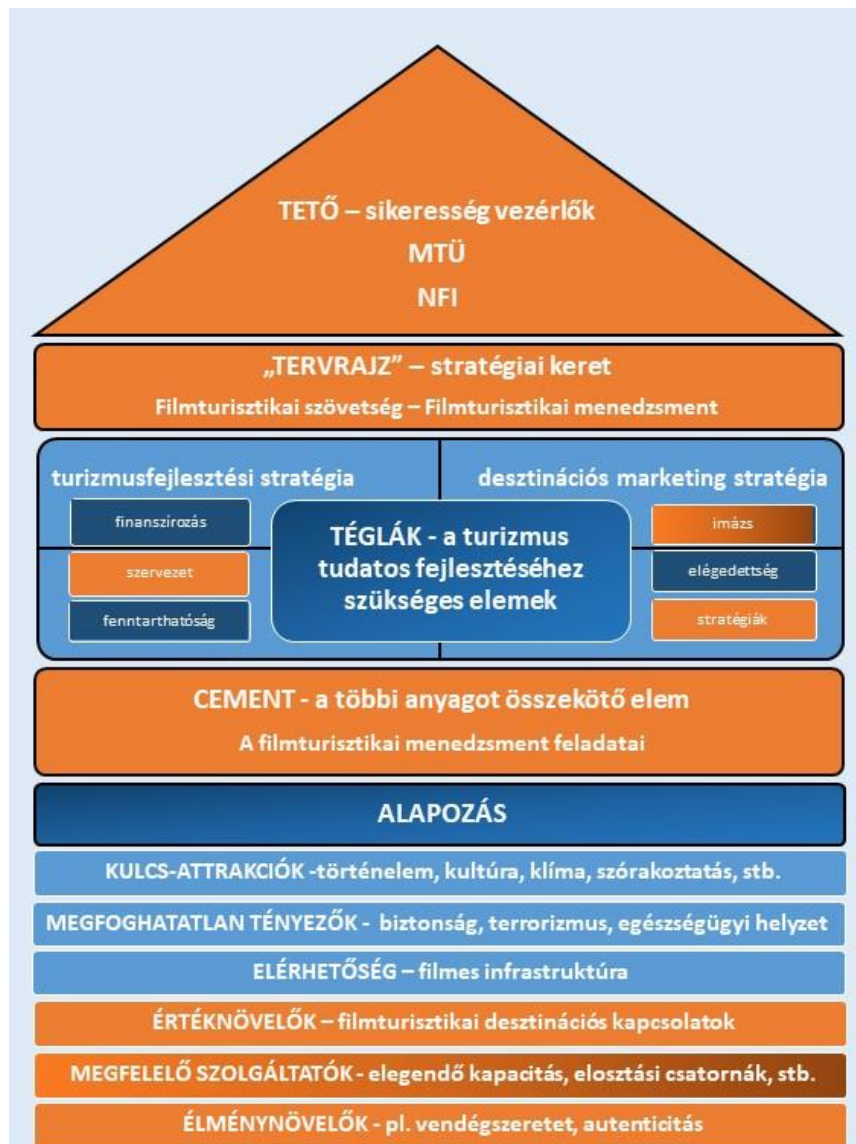 TETŐ – sikeresség vezérlők
MTÜ
NFI
„TERVRAJZ” – stratégiai keret
Filmturisztikai szövetség – Filmturisztikai menedzsment
turizmusfejlesztési stratégia
finanszírozás
szervezet
fenntarthatóság
TÉGLÁK - a turizmus
tudatos fejlesztéséhez
szükséges elemek
desztinációs marketing stratégia
imázs
elégedettség
stratégiák
CEMENT - a többi anyagot összekötő elem
A filmturisztikai menedzsment feladatai
ALAPOZÁS
KULCS-ATTRAKCIÓK -történelem, kultúra, klíma, szórakoztatás, stb.
MEGFOGHATATLAN TÉNYEZŐK - biztonság, terrorizmus, egészségügyi helyzet
ELÉRHETŐSÉG – filmes infrastruktúra
ÉRTÉKNÖVELŐK – filmturisztikai desztinációs kapcsolatok
MEGFELELŐ SZOLGÁLTATÓK - elegendő kapacitás, elosztási csatornák, stb.
ÉLMÉNYNÖVELŐK - pl. vendégszeretet, autenticitás